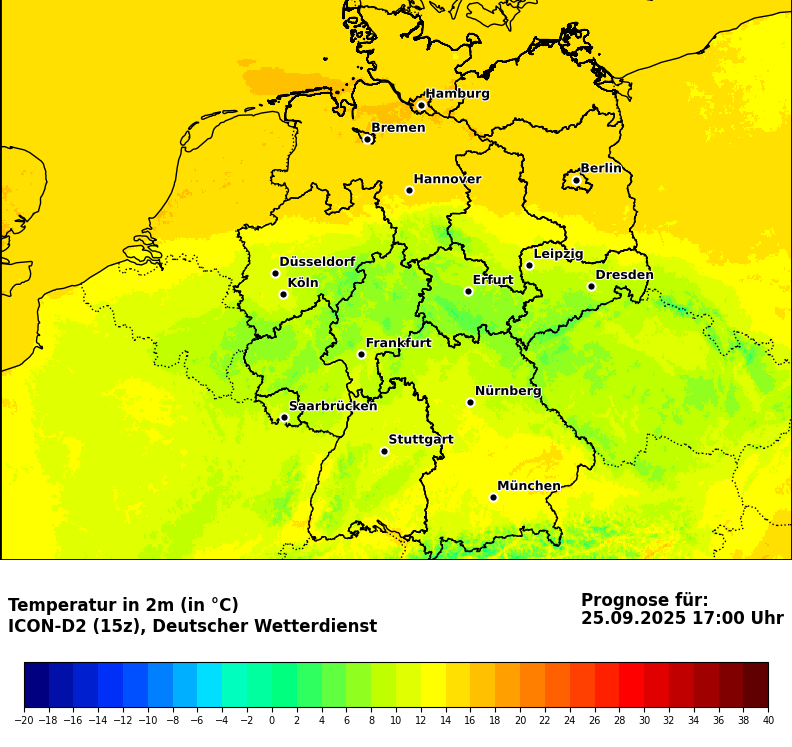 Hamburg
Bremen
Berlin
Hannover
Leipzig
Düsseldorf
Dresden
Köln
Erfurt
Frankfurt
Nürnberg
Saarbrücken
Stuttgart
München
Temperatur in 2m (in °C)
ICON-D2 (15z), Deutscher Wetterdienst
Prognose für:
25.09.2025 17:00 Uhr
−20 −18 −16 −14 −12 −10 −8 −6 −4 −2 0 2 4 6 8 10 12 14 16 18 20 22 24 26 28 30 32 34 36 38 40